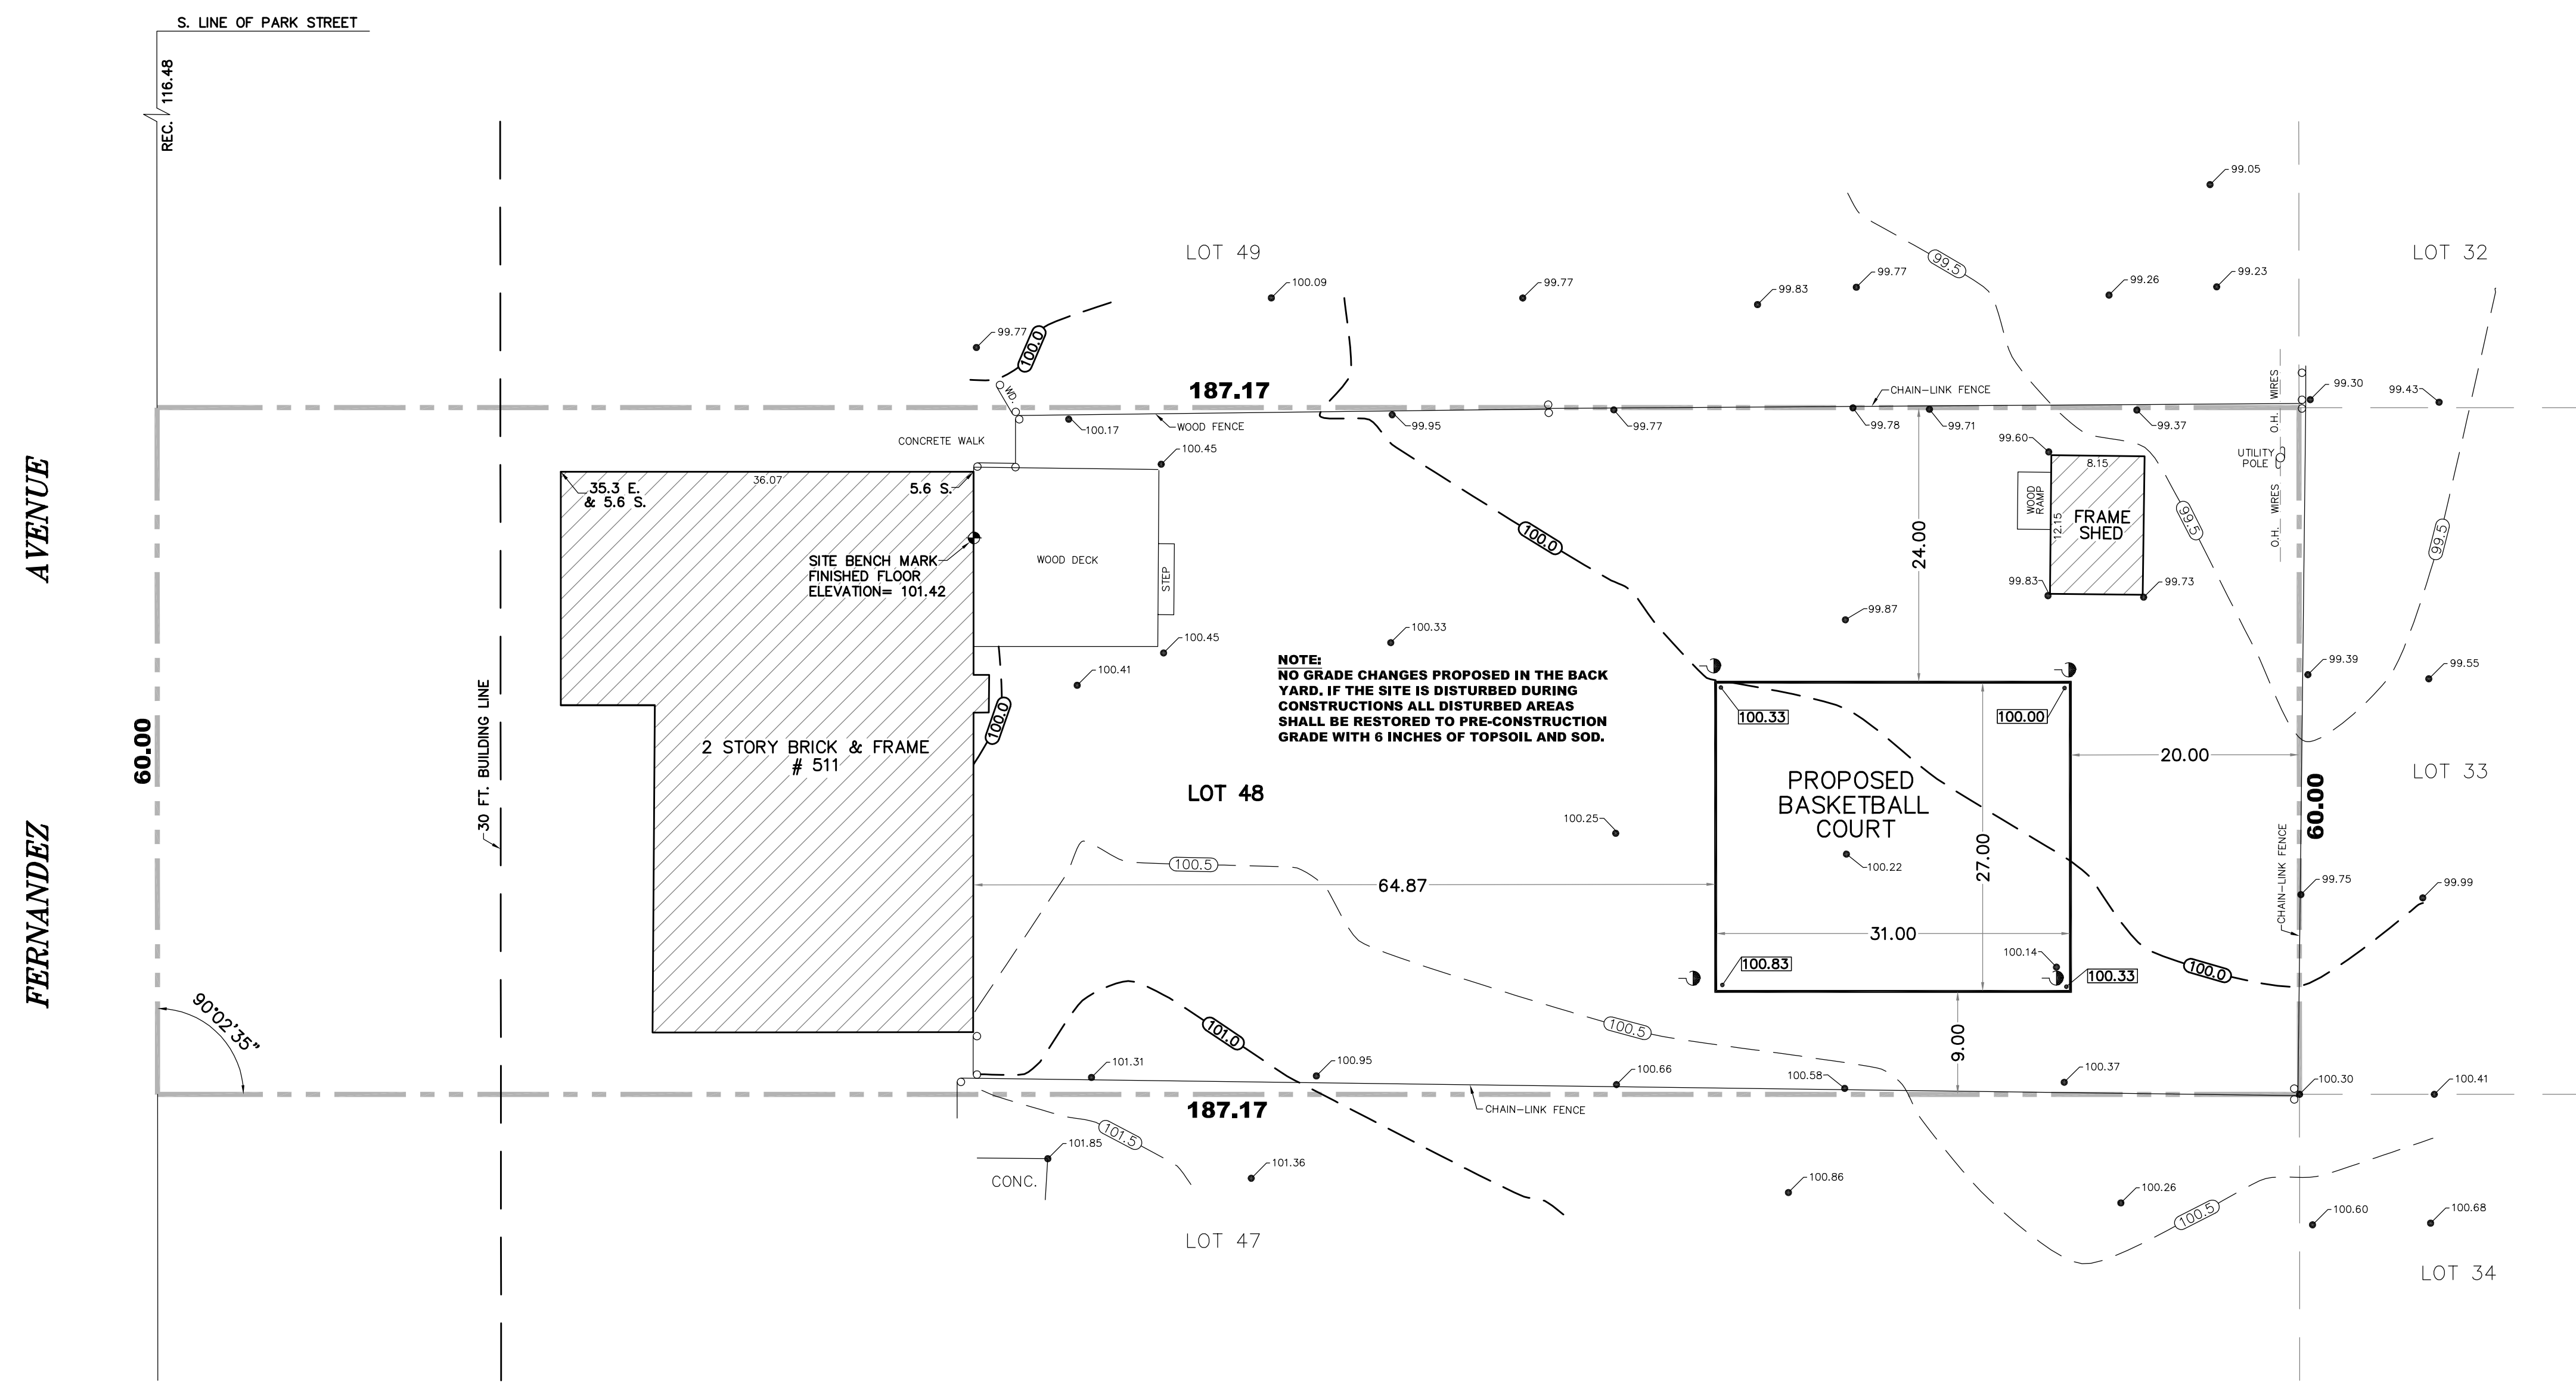 S. LINE OF PARK STREET
REC. 116.48
99.05
LOT 49
LOT 32
99.5
100.09
99.77
99.83
99.77
99.26
99.23
99.77
100.0
WD.
187.17
CHAIN-LINK FENCE
O.H. WIRES
99.30
99.43
100.17
WOOD FENCE
99.95
99.77
99.78
99.71
99.37
CONCRETE WALK
99.60
UTILITY
POLE
100.45
8.15
35.3 E.
& 5.6 S.
36.07
5.6 S.
WOOD
RAMP
12.15
FRAME
SHED
99.5
O.H. WIRES
99.5
AVENUE
SITE BENCH MARK
FINISHED FLOOR
ELEVATION= 101.42
WOOD DECK
STEP
100.0
24.00
99.83
99.73
99.87
100.45
100.33
100.41
99.39
99.55
NOTE:
NO GRADE CHANGES PROPOSED IN THE BACK
YARD. IF THE SITE IS DISTURBED DURING
CONSTRUCTIONS ALL DISTURBED AREAS
SHALL BE RESTORED TO PRE-CONSTRUCTION
GRADE WITH 6 INCHES OF TOPSOIL AND SOD.
100.33
100.00
100.0
60.00
30 FT. BUILDING LINE
2 STORY BRICK & FRAME
# 511
20.00
LOT 33
LOT 48
PROPOSED
BASKETBALL
COURT
60.00
100.25
100.5
100.22
27.00
64.87
CHAIN-LINK FENCE
99.75
99.99
31.00
FERNANDEZ
100.83
100.14
100.33
100.0
90°02'35"
101.0
100.5
9.00
101.31
100.95
100.66
100.58
100.37
100.30
100.41
187.17
CHAIN-LINK FENCE
101.5
101.85
CONC.
101.36
100.86
100.26
100.5
100.60
100.68
LOT 47
LOT 34